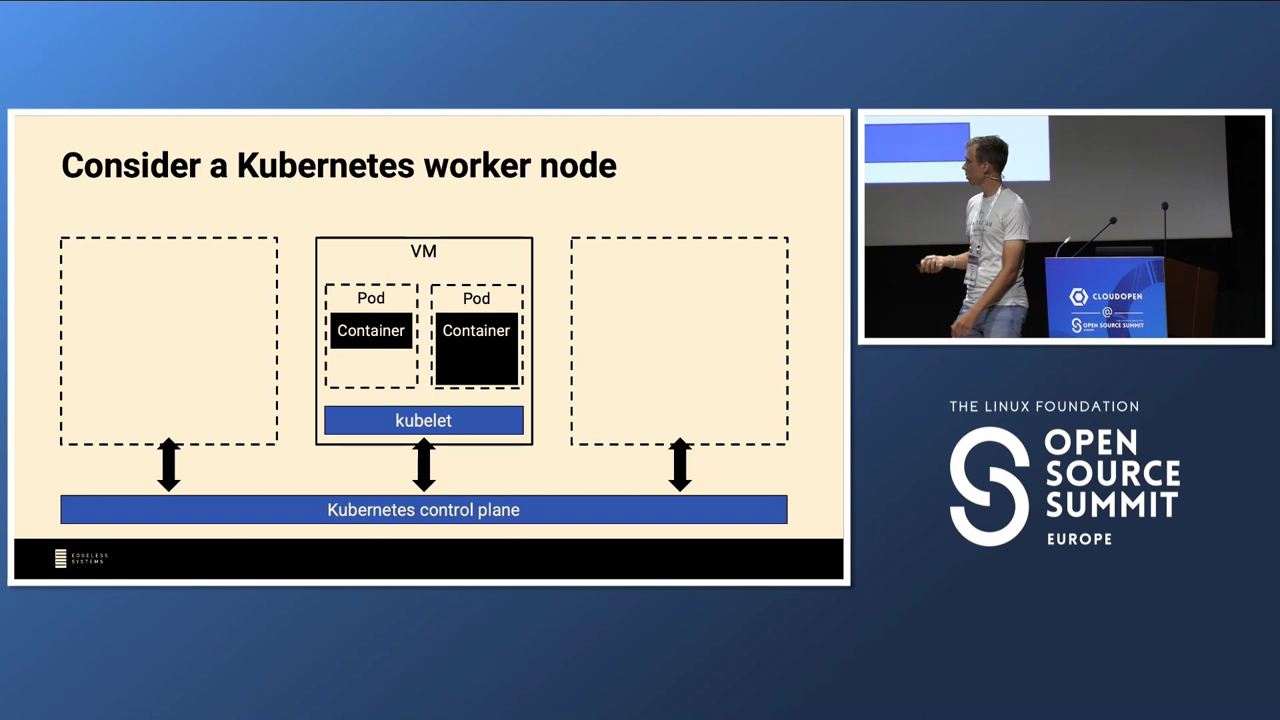 Consider a Kubernetes worker node
VM
Pod
Pod
Container
Container
kubelet
Kubernetes control plane
EDGELESS
SYSTEMS
CLOUDOPEN
@
OPEN SOURCE SUMMIT
THE LINUX FOUNDATION
OPEN
SOURCE
SUMMIT
EUROPE